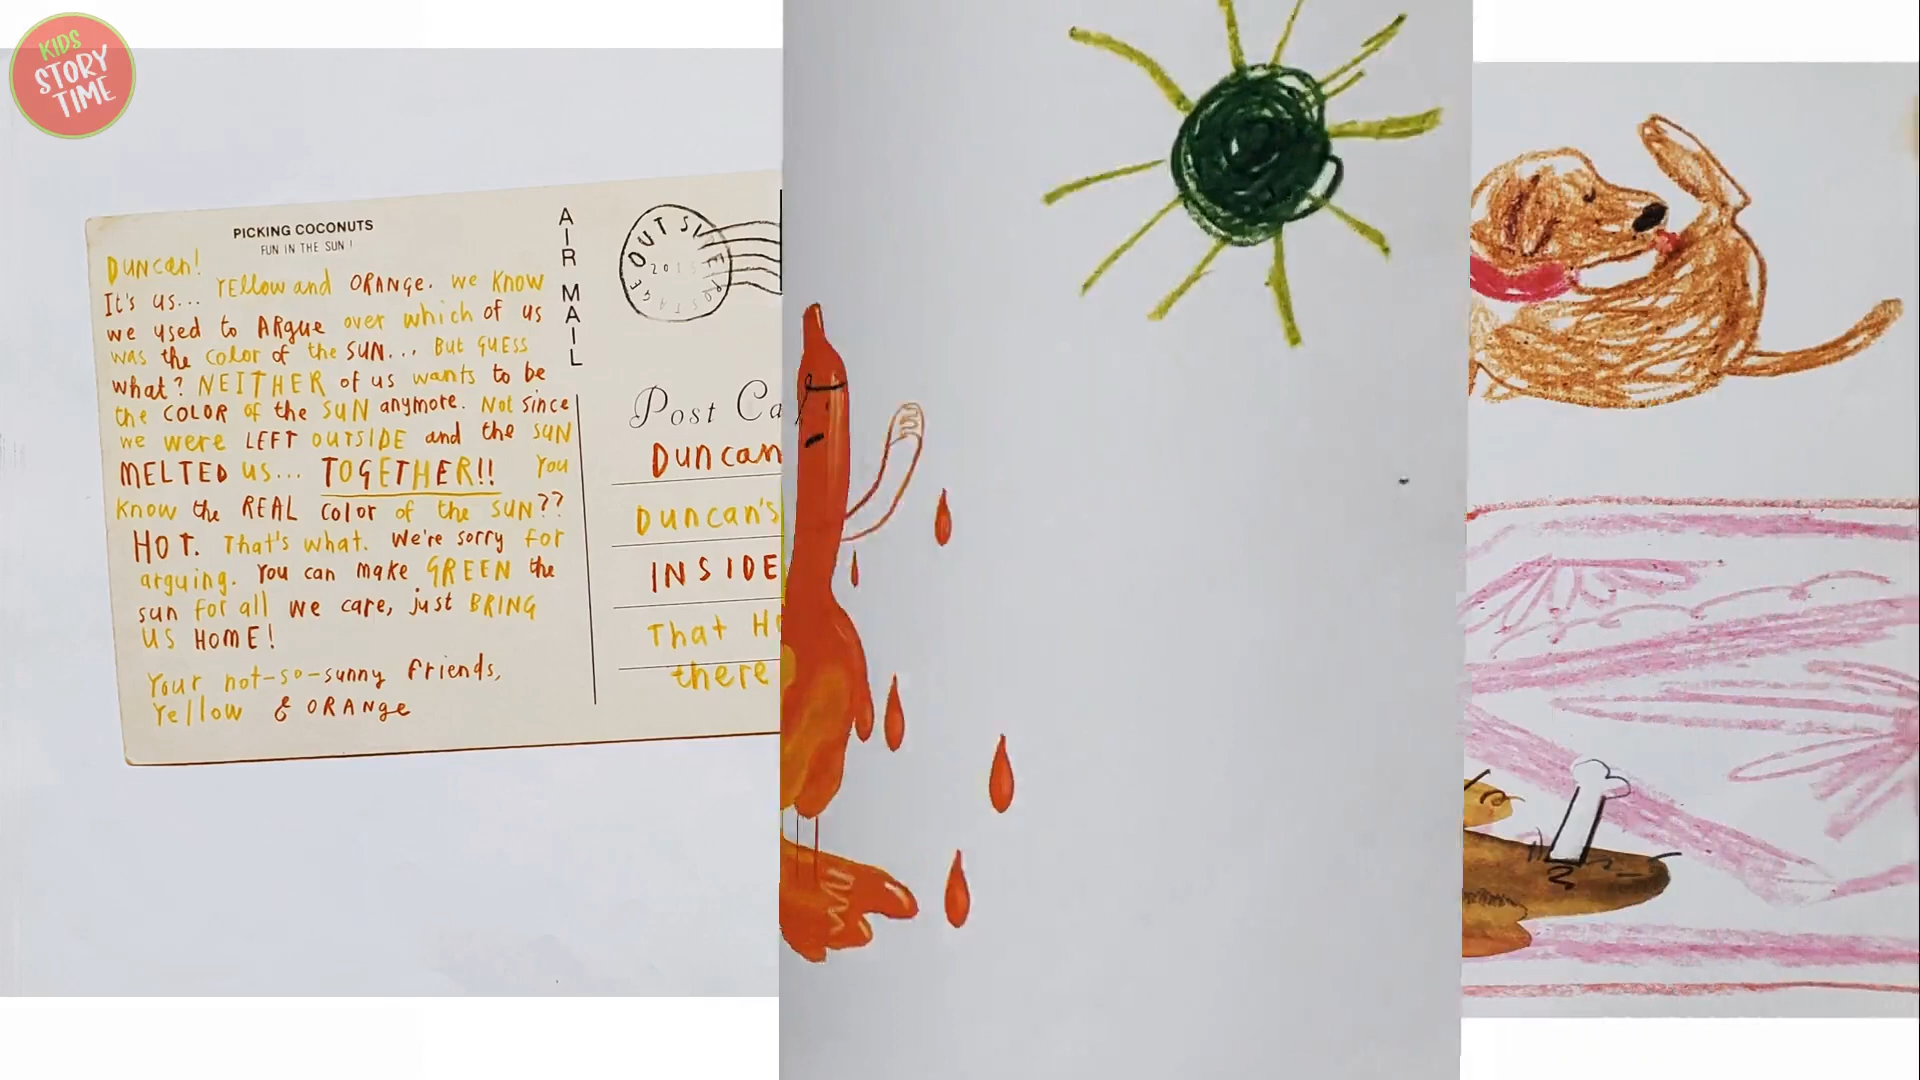 KIDS
STORY
TIME
PICKING COCONUTS
FUN IN THE SUN !
Duncan!
It's us... Yellow and ORANGE. we know
we used to ARgue over which of us
was the color of the SUN... But guess
what? NEITHER of us wants to be
the COLOR of the SUN anymore. Not since
we were LEFT OUTSIDE and the SUN
MELTED us... TOGETHER!! You
know the REAL color of the SUN??
HOT. That's what. We're sorry for
arguing. You can make GREEN the
sun for all we care, just BRING
US HOME!
Your not-so-sunny friends,
Yellow & ORANge
AIR MAIL
OUT
201
POSTAGE
Post Ca
Duncan
Duncan's
INSIDE
That H
there